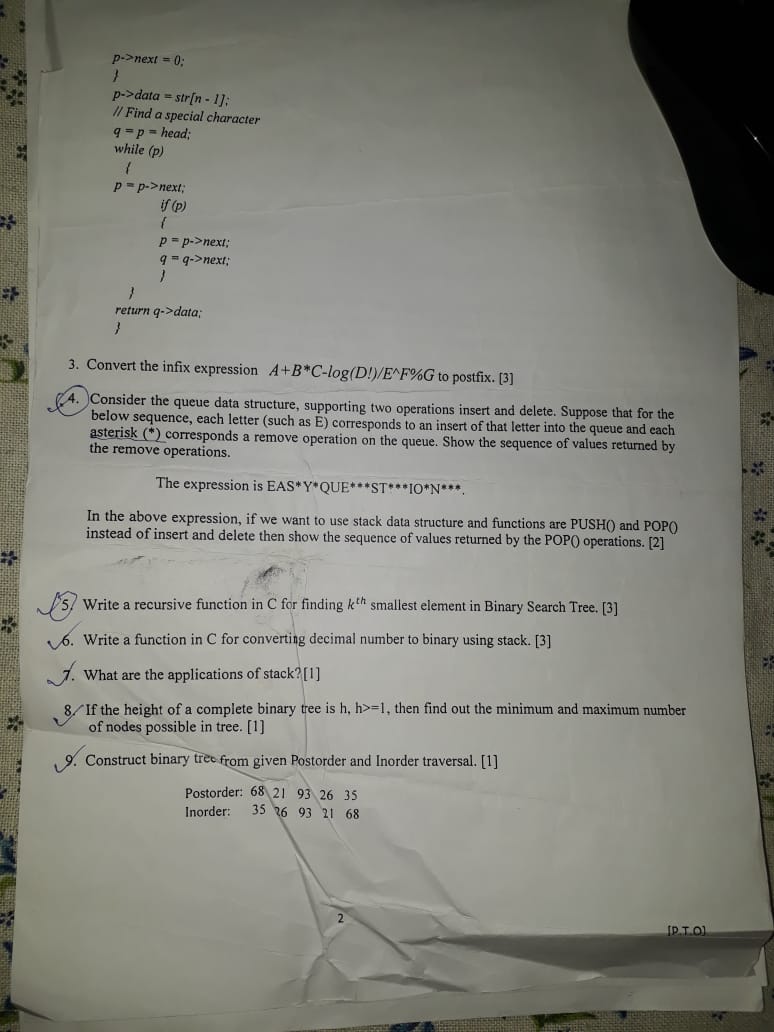 p->next = 0;
}
p->data = str[n - 1];
// Find a special character
q = p = head;
while (p)
{
p = p->next;
if (p)
{
p = p->next;
q = q->next;
}
}
return q->data;
}
3. Convert the infix expression A+B*C-log(D!)/E^F%G to postfix. [3]
4. Consider the queue data structure, supporting two operations insert and delete. Suppose that for the
below sequence, each letter (such as E) corresponds to an insert of that letter into the queue and each
asterisk (*) corresponds a remove operation on the queue. Show the sequence of values returned by
the remove operations.
The expression is EAS*Y*QUE***ST***IO*N***.
In the above expression, if we want to use stack data structure and functions are PUSH() and POP()
instead of insert and delete then show the sequence of values returned by the POP() operations. [2]
5. Write a recursive function in C for finding kth smallest element in Binary Search Tree. [3]
6. Write a function in C for converting decimal number to binary using stack. [3]
7. What are the applications of stack? [1]
8. If the height of a complete binary tree is h, h>=1, then find out the minimum and maximum number
of nodes possible in tree. [1]
9. Construct binary tree from given Postorder and Inorder traversal. [1]
Postorder: 68 21 93 26 35
Inorder: 35 26 93 21 68
2
[P.T.O]